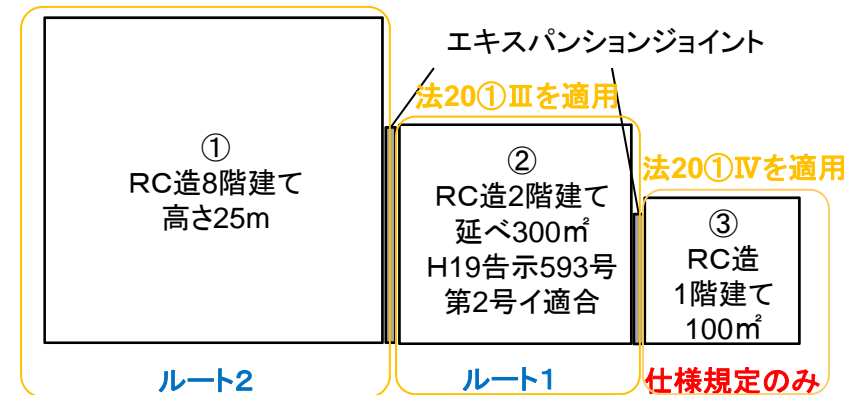 エキスパンションジョイント
法20①Ⅲを適用
①
RC造8階建て
高さ25m
②
RC造2階建て
延べ300㎡
H19告示593号
第2号イ適合
法20①Ⅳを適用
③
RC造
1階建て
100㎡
ルート2
ルート1
仕様規定のみ